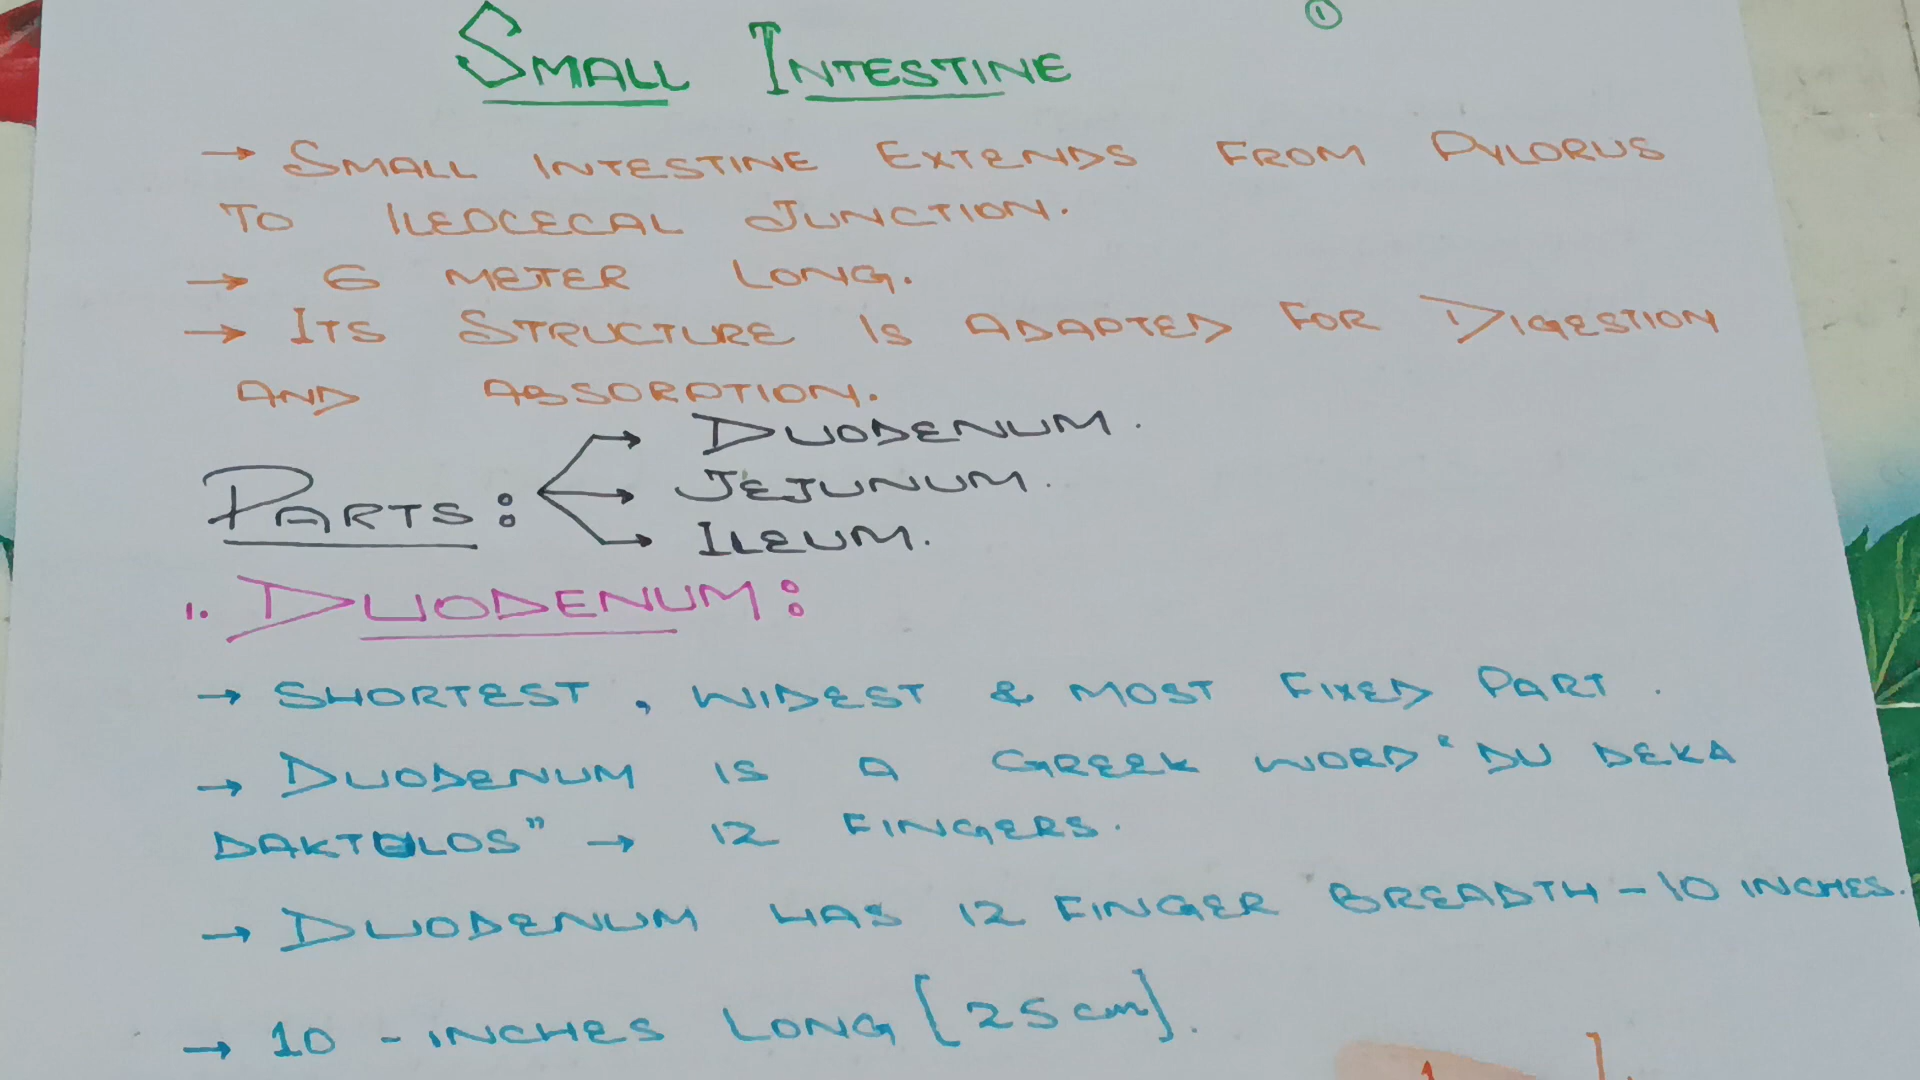 ①
SMALL INTESTINE
→ SMALL INTESTINE EXTENDS FROM PYLORUS
TO ILEOCECAL JUNCTION.
→ 6 METER LONG.
→ ITS STRUCTURE IS ADAPTED FOR DIGESTION
AND ABSORPTION.
PARTS: → DUODENUM.
→ JEJUNUM.
→ ILEUM.
1. DUODENUM:
→ SHORTEST, WIDEST & MOST FIXED PART.
→ DUODENUM IS A GREEK WORD "DU DEKA
DAKTULOS" → 12 FINGERS.
→ DUODENUM HAS 12 FINGER BREADTH - 10 INCHES.
→ 10 - INCHES LONG [25 cm].